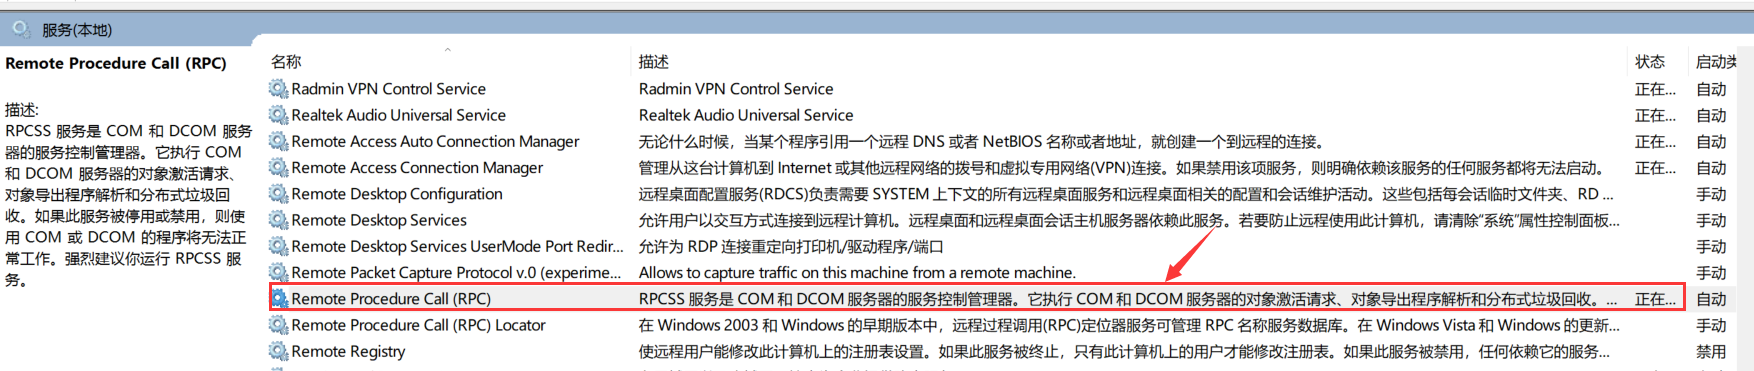 服务(本地)
Remote Procedure Call (RPC)
描述:
RPCSS 服务是 COM 和 DCOM 服务
器的服务控制管理器。它执行 COM
和 DCOM 服务器的对象激活请求、
对象导出程序解析和分布式垃圾回
收。如果此服务被停用或禁用，则使
用 COM 或 DCOM 的程序将无法正
常工作。强烈建议你运行 RPCSS 服
务。
名称 描述 状态 启动类
Radmin VPN Control Service Radmin VPN Control Service 正在... 自动
Realtek Audio Universal Service Realtek Audio Universal Service 正在... 自动
Remote Access Auto Connection Manager 无论什么时候，当某个程序引用一个远程 DNS 或者 NetBIOS 名称或者地址，就创建一个到远程的连接。 正在... 自动
Remote Access Connection Manager 管理从这台计算机到 Internet 或其他远程网络的拨号和虚拟专用网络(VPN)连接。如果禁用该项服务，则明确依赖该服务的任何服务都将无法启动。 正在... 自动
Remote Desktop Configuration 远程桌面配置服务(RDCS)负责需要 SYSTEM 上下文的所有远程桌面服务和远程桌面相关的配置和会话维护活动。这些包括每会话临时文件夹、RD ... 手动
Remote Desktop Services 允许用户以交互方式连接到远程计算机。远程桌面和远程桌面会话主机服务器依赖此服务。若要防止远程使用此计算机，请清除“系统”属性控制面板... 手动
Remote Desktop Services UserMode Port Redir... 允许为 RDP 连接重定向打印机/驱动程序/端口 手动
Remote Packet Capture Protocol v.0 (experime... Allows to capture traffic on this machine from a remote machine. 手动
Remote Procedure Call (RPC) RPCSS 服务是 COM 和 DCOM 服务器的服务控制管理器。它执行 COM 和 DCOM 服务器的对象激活请求、对象导出程序解析和分布式垃圾回收。... 正在... 自动
Remote Procedure Call (RPC) Locator 在 Windows 2003 和 Windows 的早期版本中，远程过程调用(RPC)定位器服务可管理 RPC 名称服务数据库。在 Windows Vista 和 Windows 的更新... 手动
Remote Registry 使远程用户能修改此计算机上的注册表设置。如果此服务被终止，只有此计算机上的用户才能修改注册表。如果此服务被禁用，任何依赖它的服务... 禁用